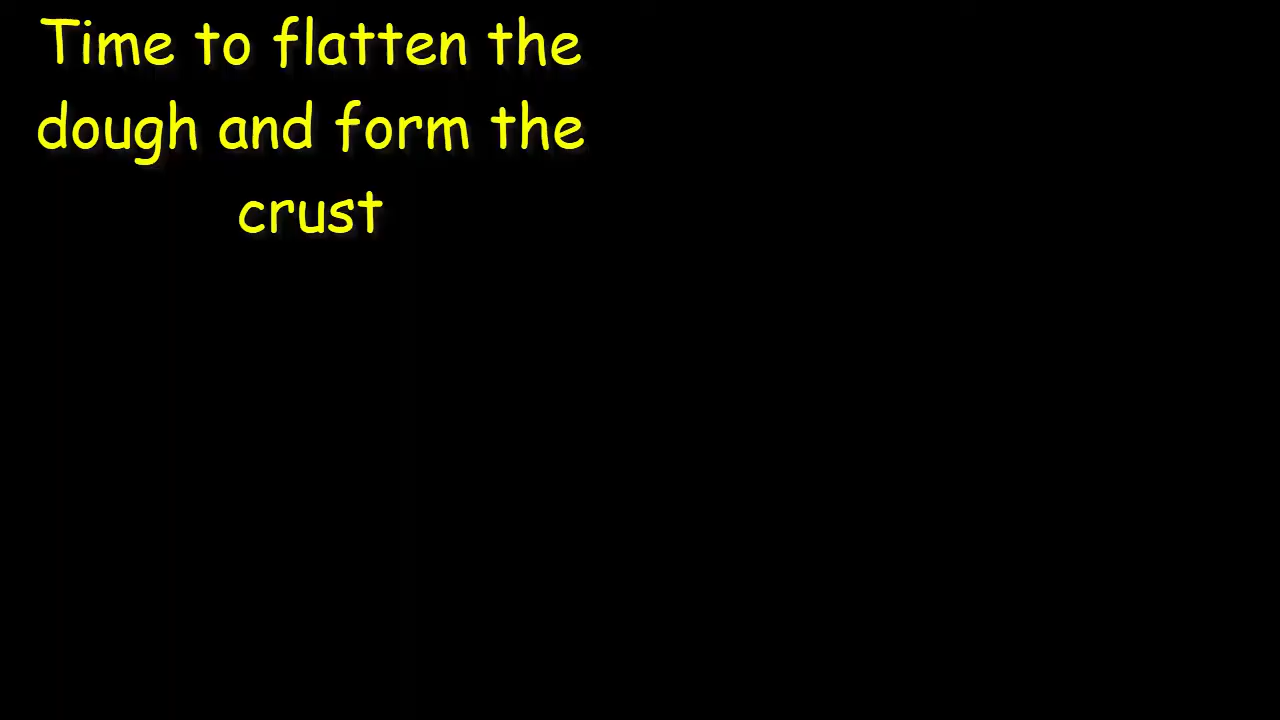 Time to flatten the
dough and form the
crust